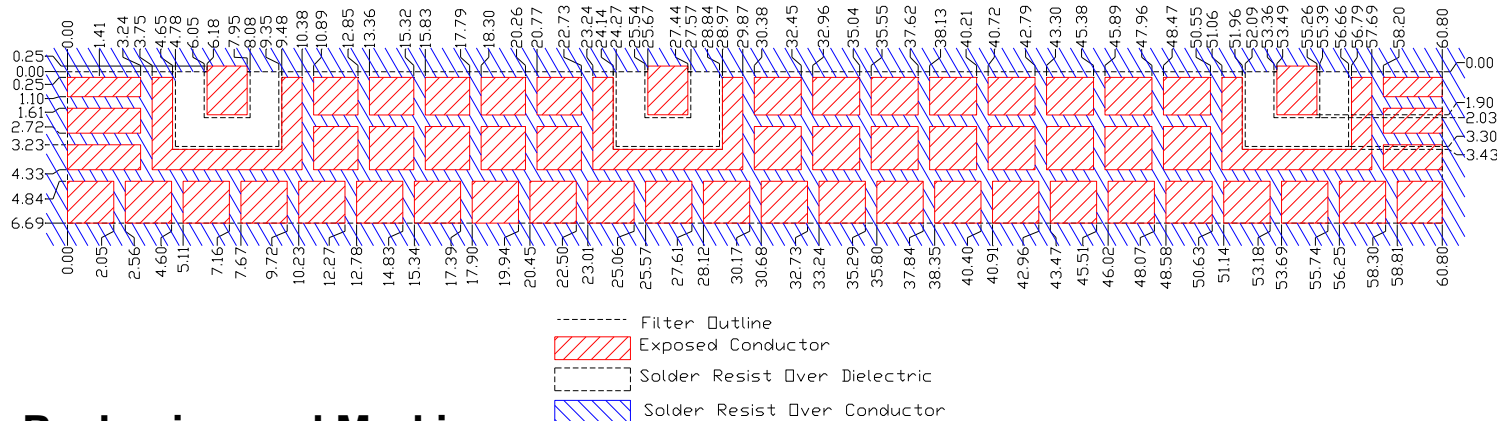 0.00 1.41 3.24 3.75 4.65 4.78 6.05 6.18 7.95 8.08 9.35 9.48 10.38 10.89 12.85 13.36 15.32 15.83 17.79 18.30 20.26 20.77 22.73 23.24 24.14 24.27 25.54 25.67 27.44 27.57 28.84 28.97 29.87 30.38 32.45 32.96 35.04 35.55 37.62 38.13 40.21 40.72 42.79 43.30 45.38 45.89 47.96 48.47 50.55 51.06 51.96 52.09 53.36 53.49 55.26 55.39 56.66 56.79 57.69 58.20 60.80
0.25
0.00
0.25
1.10
1.61
2.72
3.23
4.33
4.84
6.69
0.00
1.90
2.03
3.30
3.43
0.00 2.05 2.56 4.60 5.11 7.16 7.67 9.72 10.23 12.27 12.78 14.83 15.34 17.39 17.90 19.94 20.45 22.50 23.01 25.06 25.57 27.61 28.12 30.17 30.68 32.73 33.24 35.29 35.80 37.84 38.35 40.40 40.91 42.96 43.47 45.51 46.02 48.07 48.58 50.63 51.14 53.18 53.69 55.74 56.25 58.30 58.81 60.80
Filter Outline
Exposed Conductor
Solder Resist Over Dielectric
Solder Resist Over Conductor